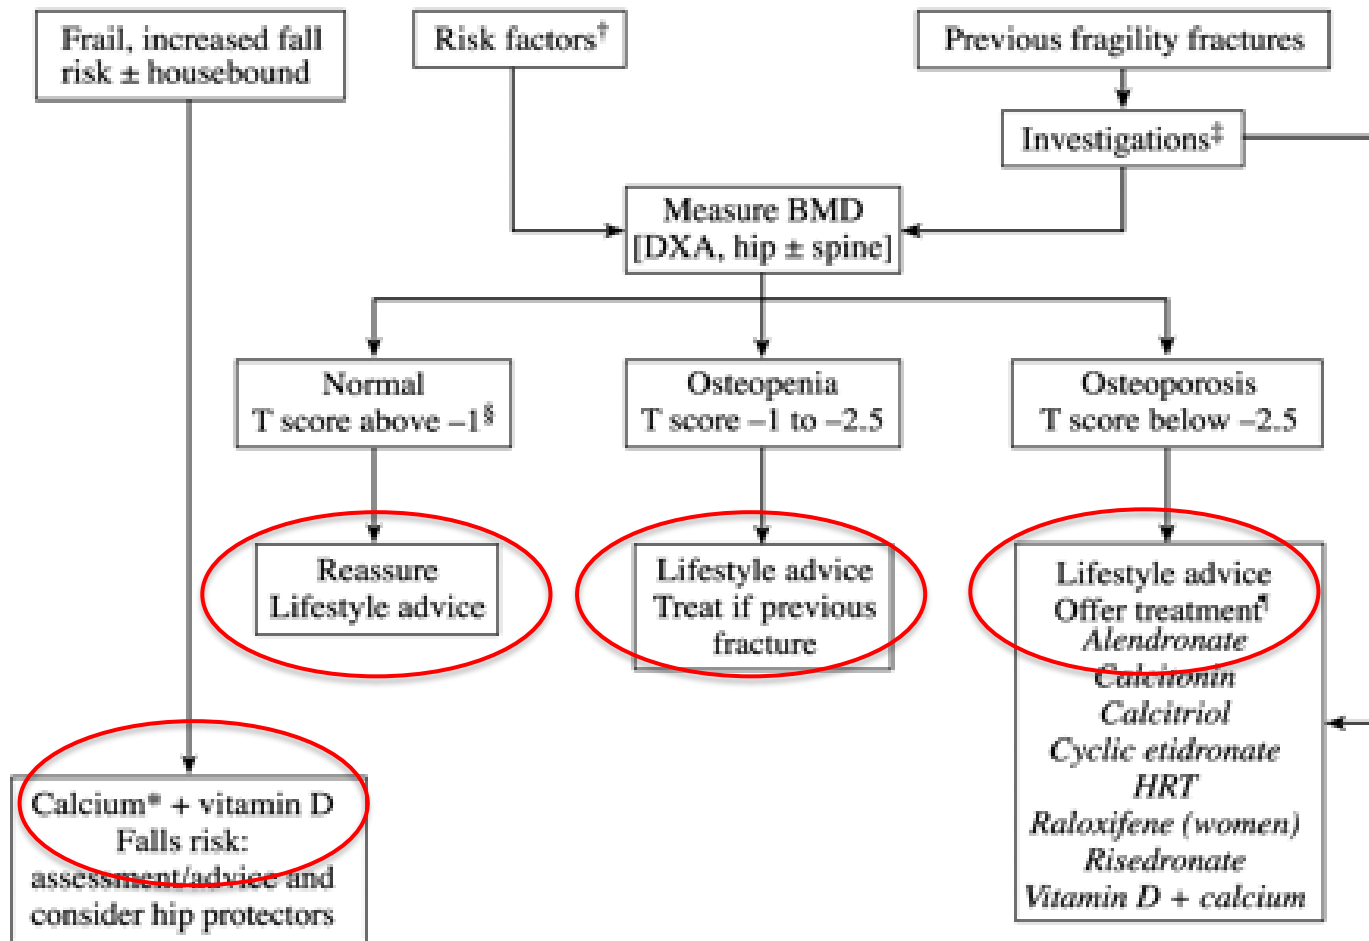 Frail, increased fall
risk ± housebound
Risk factors†
Previous fragility fractures
Investigations‡
Measure BMD
[DXA, hip ± spine]
Normal
T score above –1§
Osteopenia
T score –1 to –2.5
Osteoporosis
T score below –2.5
Reassure
Lifestyle advice
Lifestyle advice
Treat if previous
fracture
Lifestyle advice
Offer treatment¶
Alendronate
Calcitonin
Calcitriol
Cyclic etidronate
HRT
Raloxifene (women)
Risedronate
Vitamin D + calcium
Calcium* + vitamin D
Falls risk:
assessment/advice and
consider hip protectors